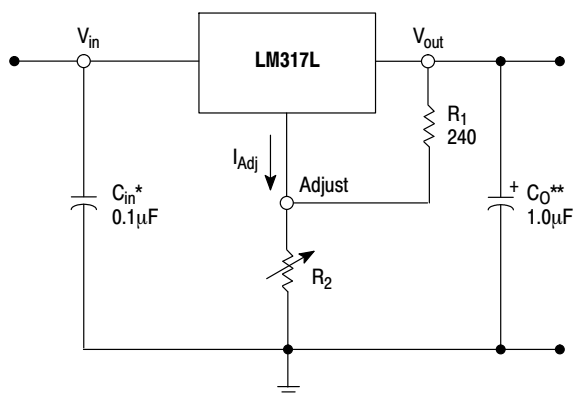 Vin
LM317L
Vout
R1
240
IAdj
Adjust
Cin*
0.1μF
+ CO**
1.0μF
R2